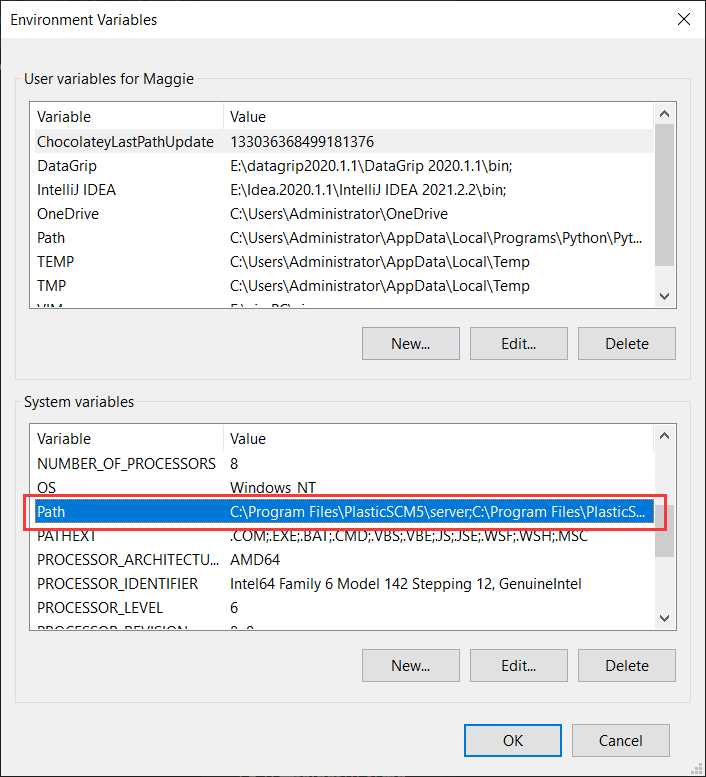 Environment Variables
User variables for Maggie
Variable Value
ChocolateyLastPathUpdate 133036368499181376
DataGrip E:\datagrip2020.1.1\DataGrip 2020.1.1\bin;
IntelliJ IDEA E:\Idea.2020.1.1\IntelliJ IDEA 2021.2.2\bin;
OneDrive C:\Users\Administrator\OneDrive
Path C:\Users\Administrator\AppData\Local\Programs\Python\Pyt...
TEMP C:\Users\Administrator\AppData\Local\Temp
TMP C:\Users\Administrator\AppData\Local\Temp
New... Edit... Delete
System variables
Variable Value
NUMBER_OF_PROCESSORS 8
OS Windows_NT
Path C:\Program Files\PlasticSCM5\server;C:\Program Files\PlasticS...
PATHEXT .COM;.EXE;.BAT;.CMD;.VBS;.VBE;.JS;.JSE;.WSF;.WSH;.MSC
PROCESSOR_ARCHITECTU... AMD64
PROCESSOR_IDENTIFIER Intel64 Family 6 Model 142 Stepping 12, GenuineIntel
PROCESSOR_LEVEL 6
New... Edit... Delete
OK Cancel